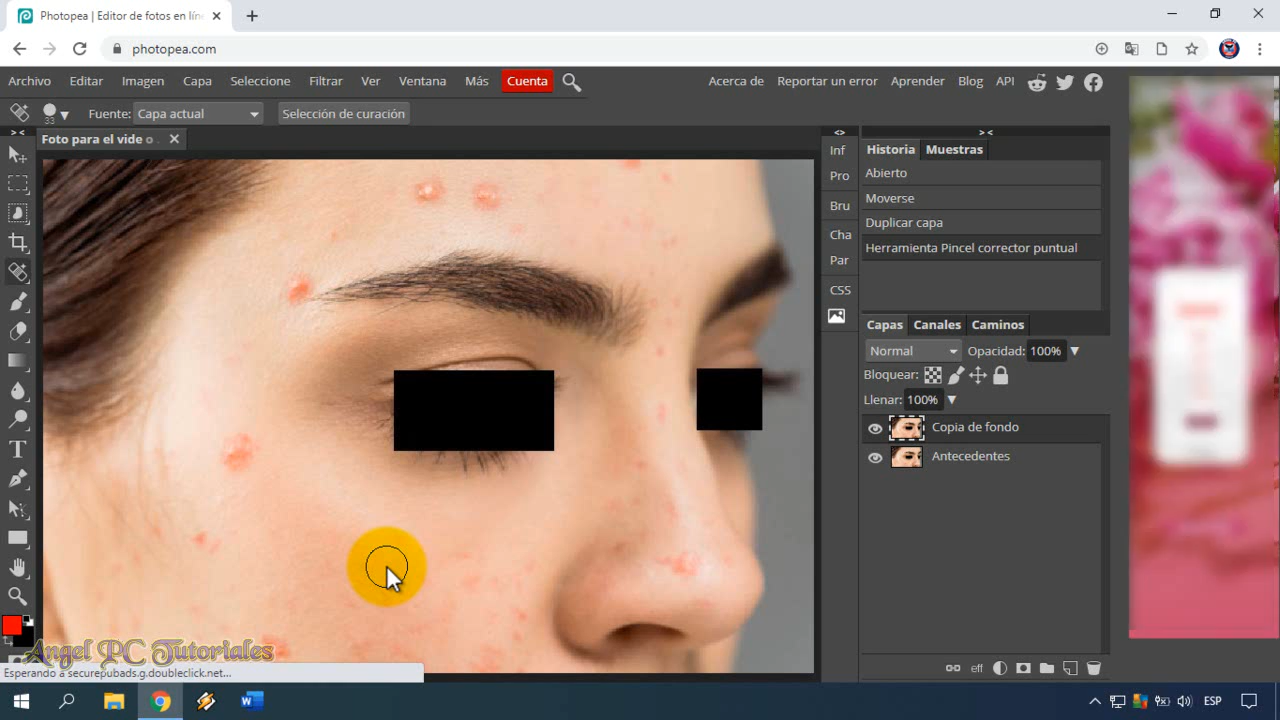 Photopea | Editor de fotos en líne
photopea.com
Archivo Editar Imagen Capa Seleccione Filtrar Ver Ventana Más Cuenta Acerca de Reportar un error Aprender Blog API
33 Fuente: Capa actual Selección de curación
Foto para el vide o .
Inf
Pro
Bru
Cha
Par
CSS
Historia Muestras
Abierto
Moverse
Duplicar capa
Herramienta Pincel corrector puntual
Capas Canales Caminos
Normal Opacidad: 100%
Bloquear:
Llenar: 100%
Copia de fondo
Antecedentes
eff
Angel PC Tutoriales
Esperando a securepubads.g.doubleclick.net...
ESP